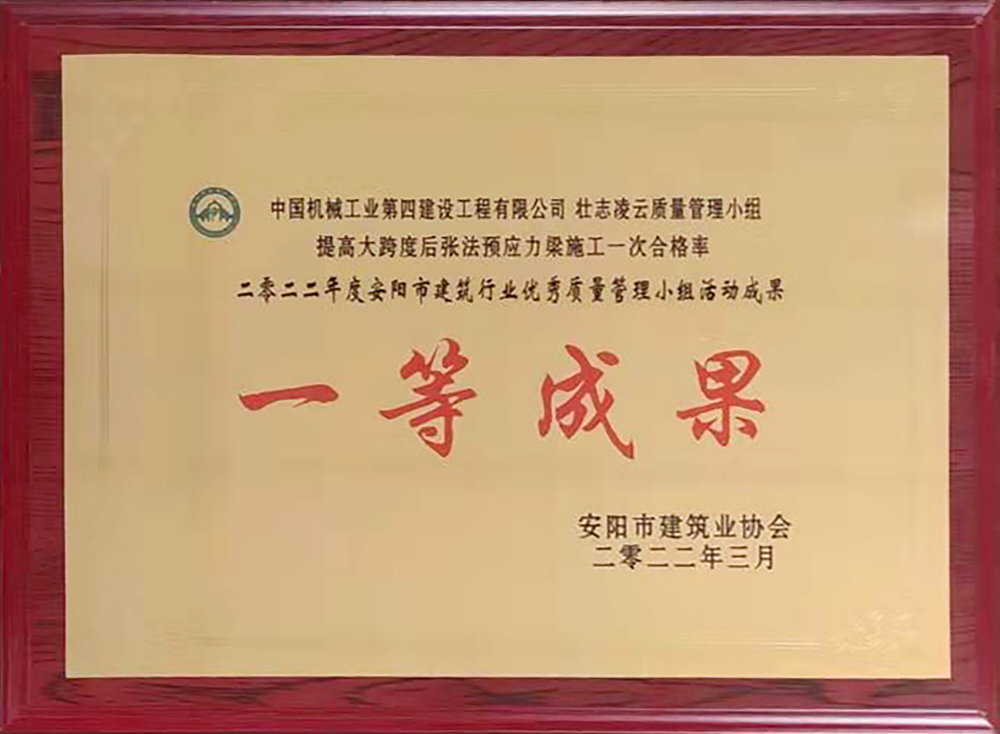 中国机械工业第四建设工程有限公司 壮志凌云质量管理小组
提高大跨度后张法预应力梁施工一次合格率
二零二二年度安阳市建筑行业优秀质量管理小组活动成果
一等成果
安阳市建筑业协会
二零二二年三月